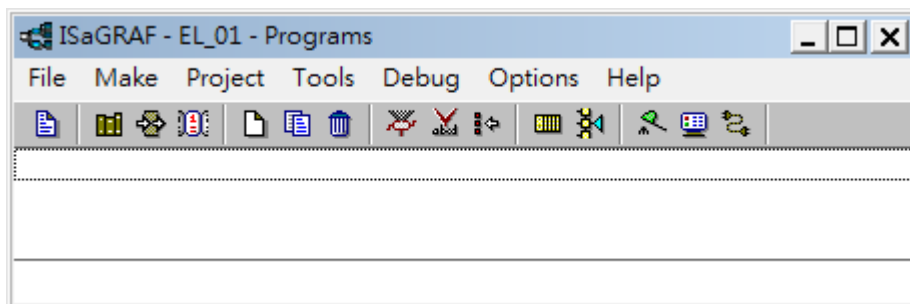 ISaGRAF - EL_01 - Programs
File Make Project Tools Debug Options Help